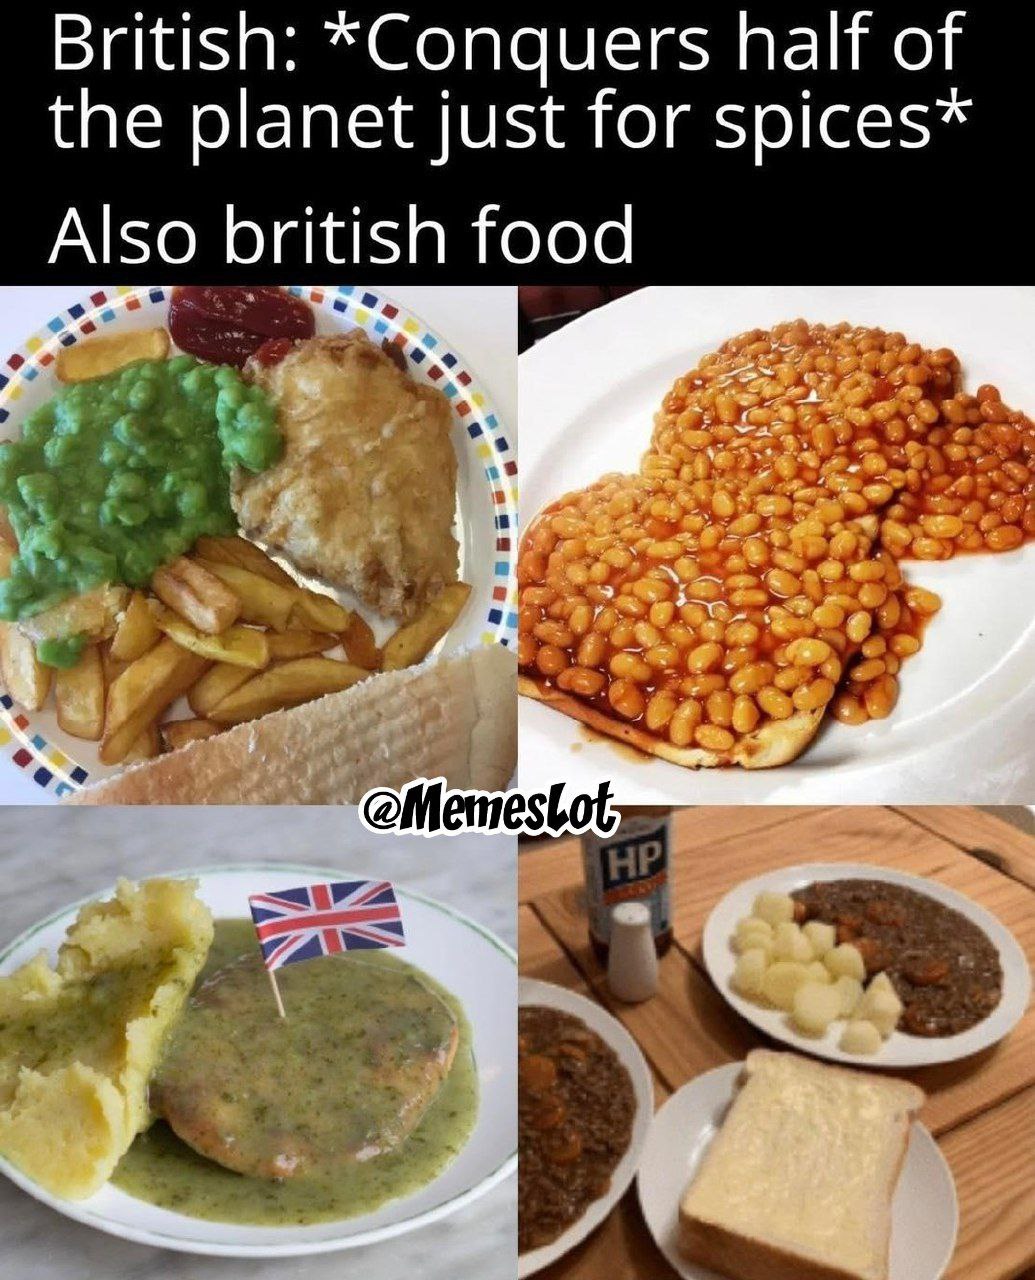 British: *Conquers half of
the planet just for spices*
Also british food
@MemesLot
HP